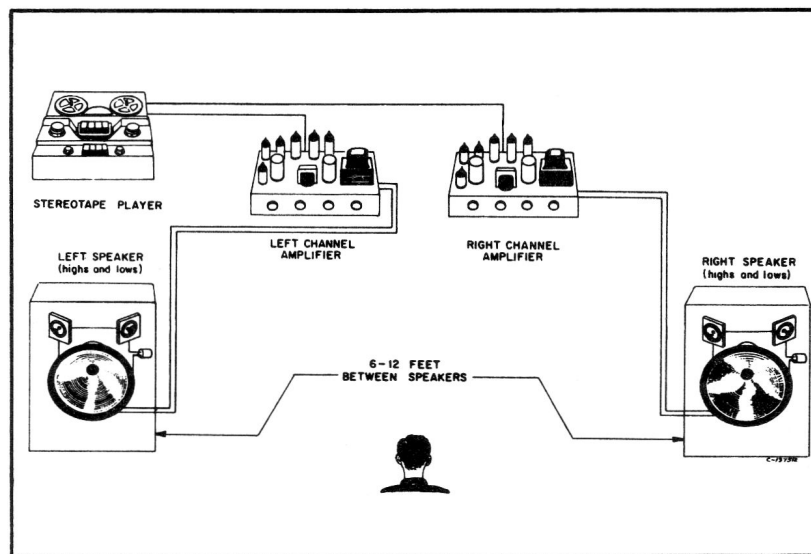 STEREOTAPE PLAYER
LEFT CHANNEL
AMPLIFIER
RIGHT CHANNEL
AMPLIFIER
LEFT SPEAKER
(highs and lows)
RIGHT SPEAKER
(highs and lows)
6-12 FEET
BETWEEN SPEAKERS